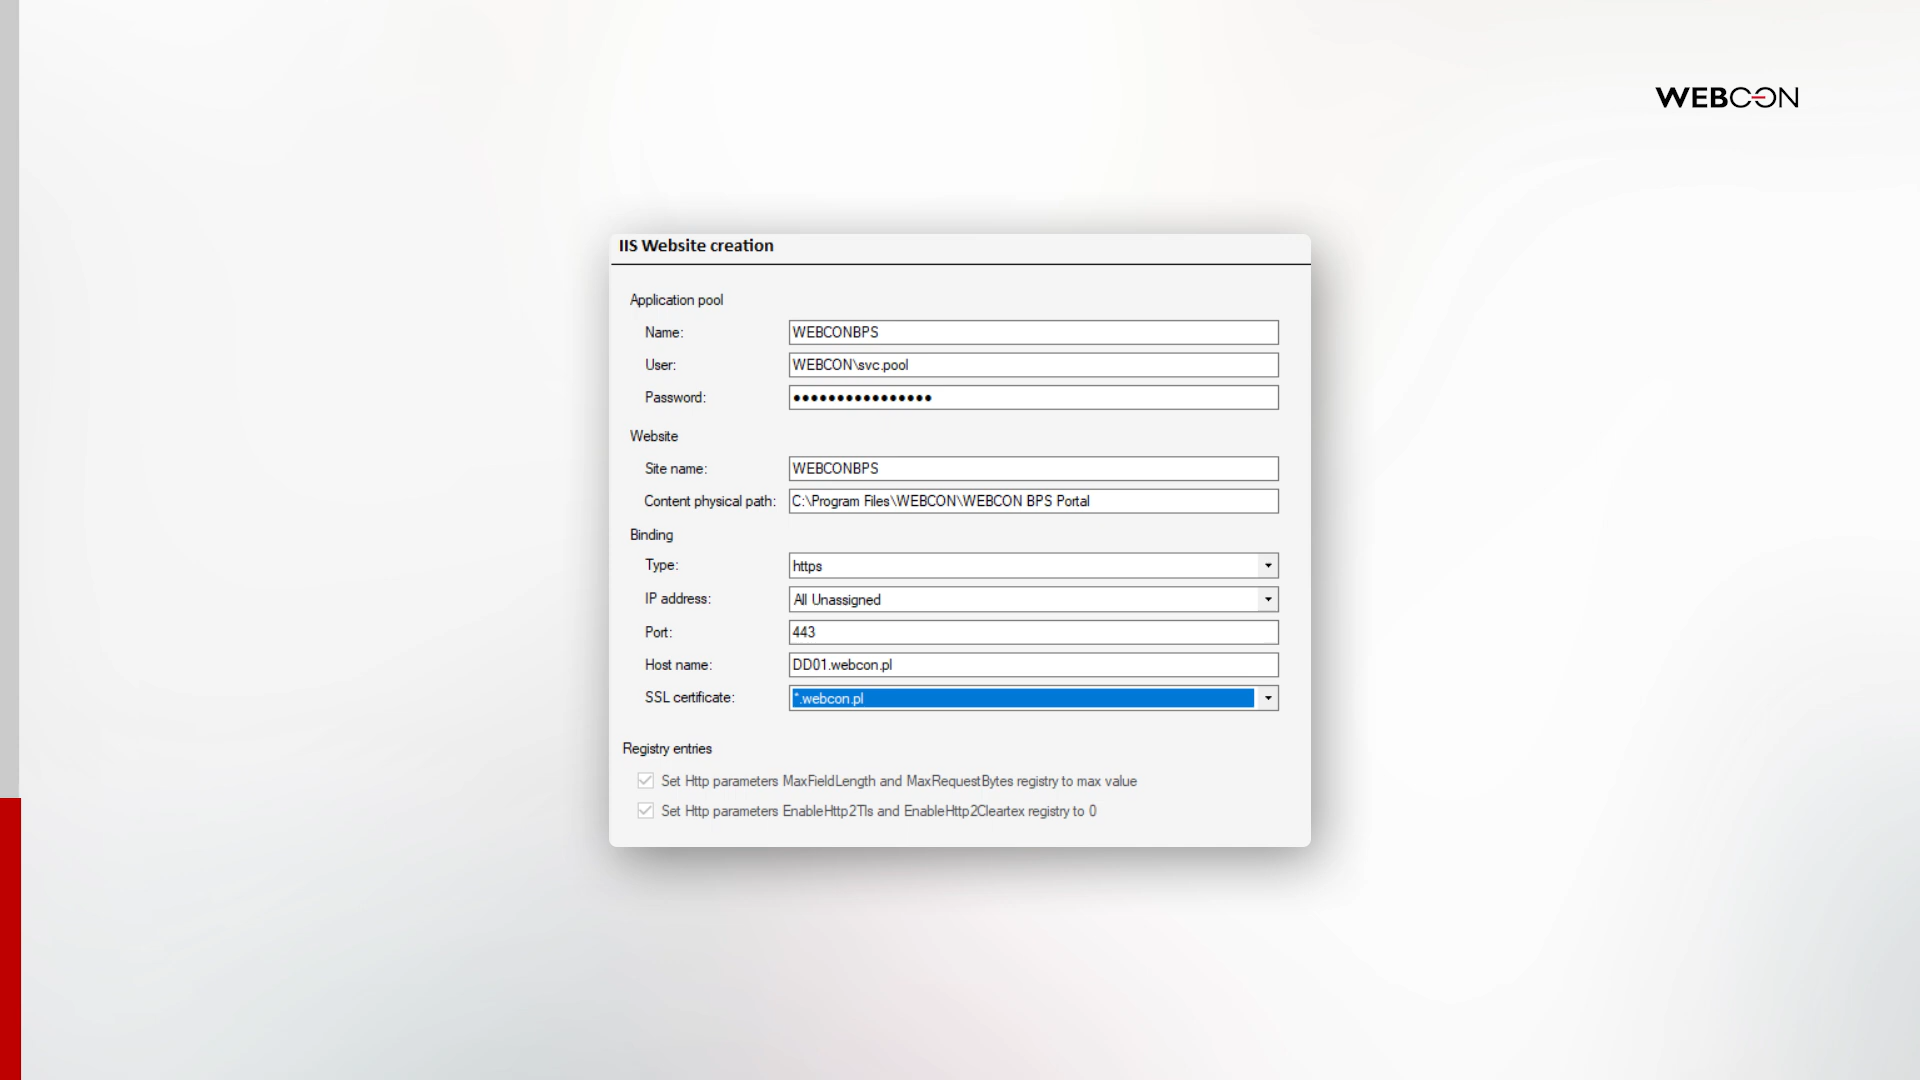 WEBCON
IIS Website creation
Application pool
Name: WEBCONBPS
User: WEBCON\svc.pool
Password: ••••••••••••••••
Website
Site name: WEBCONBPS
Content physical path: C:\Program Files\WEBCON\WEBCON BPS Portal
Binding
Type: https
IP address: All Unassigned
Port: 443
Host name: DD01.webcon.pl
SSL certificate: *.webcon.pl
Registry entries
Set Http parameters MaxFieldLength and MaxRequestBytes registry to max value
Set Http parameters EnableHttp2Tls and EnableHttp2Cleartex registry to 0